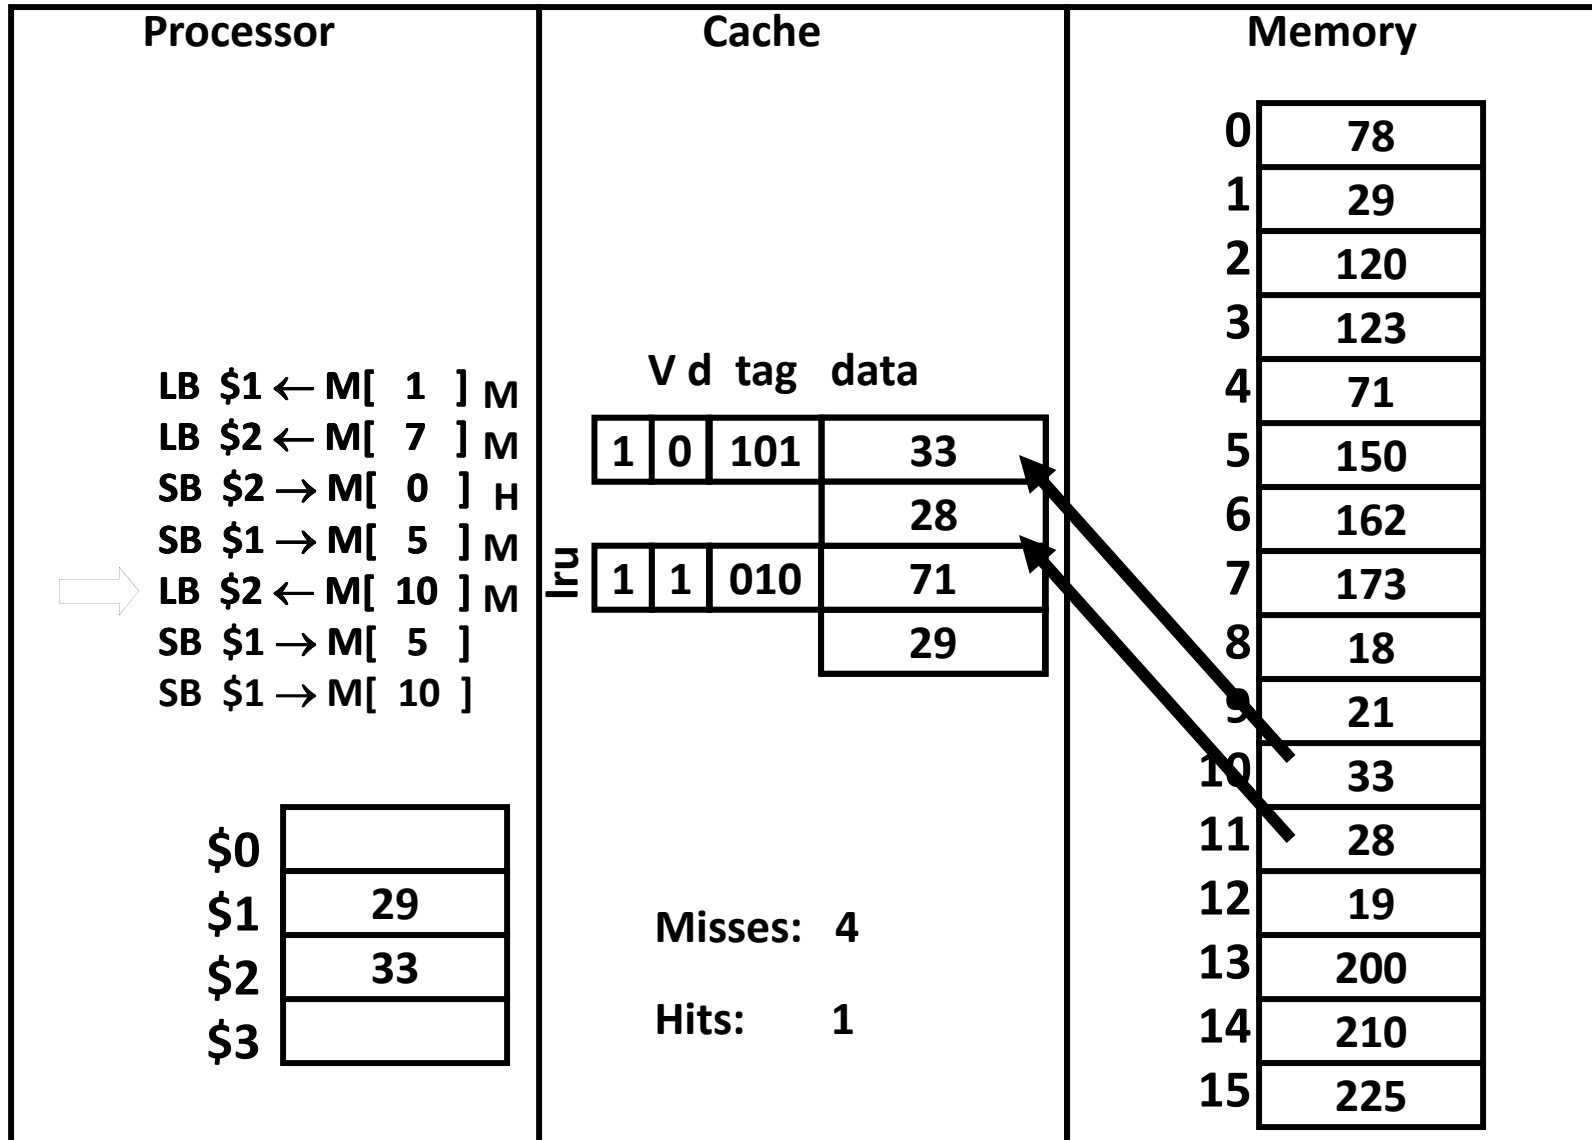 Processor
LB $1 ← M[ 1 ] M
LB $2 ← M[ 7 ] M
SB $2 → M[ 0 ] H
SB $1 → M[ 5 ] M
LB $2 ← M[ 10 ] M
SB $1 → M[ 5 ]
SB $1 → M[ 10 ]
$0
$1 29
$2 33
$3
Cache
V d tag data
1 0 101 33
28
lru 1 1 010 71
29
Misses: 4
Hits: 1
Memory
0 78
1 29
2 120
3 123
4 71
5 150
6 162
7 173
8 18
9 21
10 33
11 28
12 19
13 200
14 210
15 225